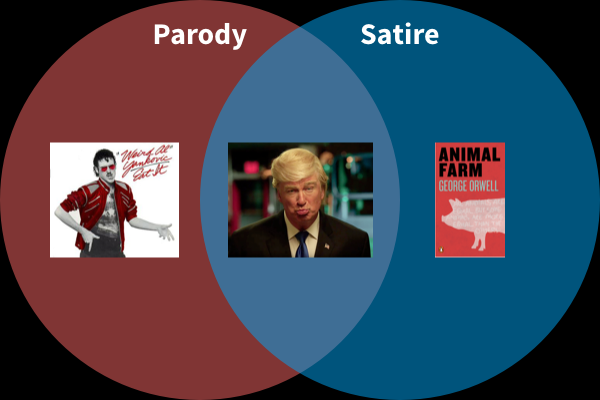 Parody
Satire
"Weird Al"
Yankovic
Eat It
ANIMAL
FARM
GEORGE ORWELL